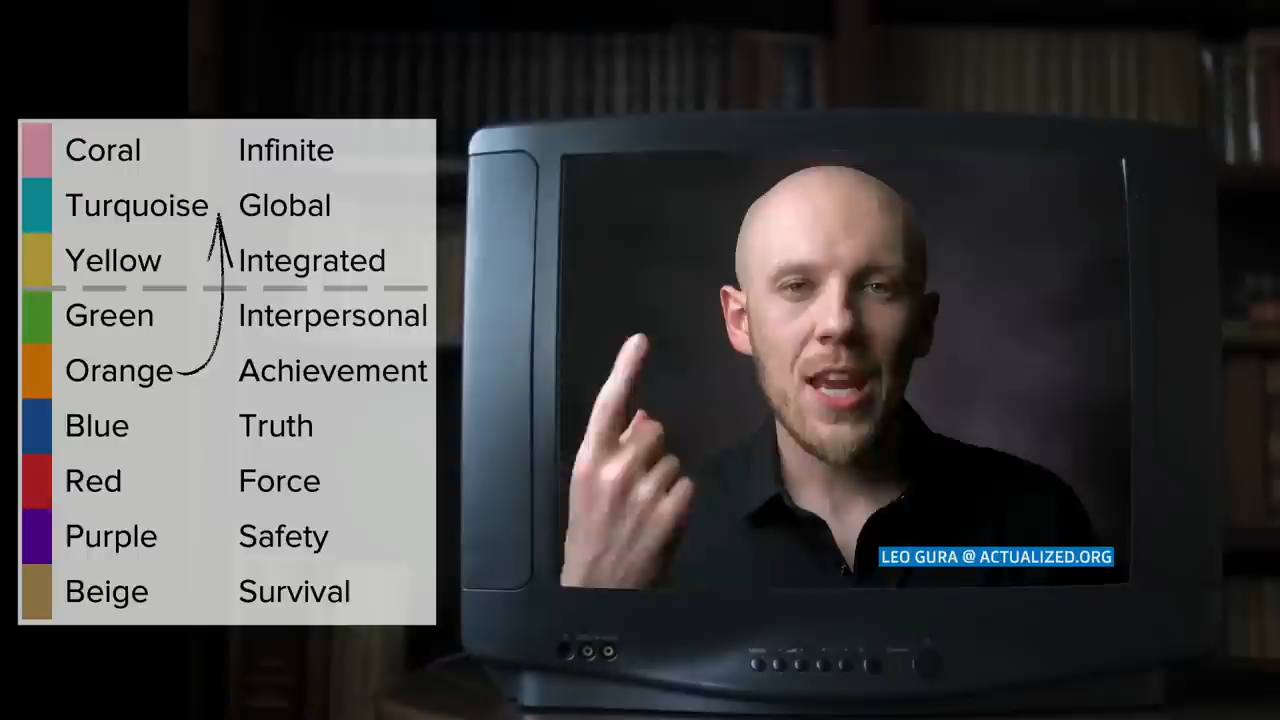 Coral Infinite
Turquoise Global
Yellow Integrated
Green Interpersonal
Orange Achievement
Blue Truth
Red Force
Purple Safety
Beige Survival
LEO GURA @ ACTUALIZED.ORG